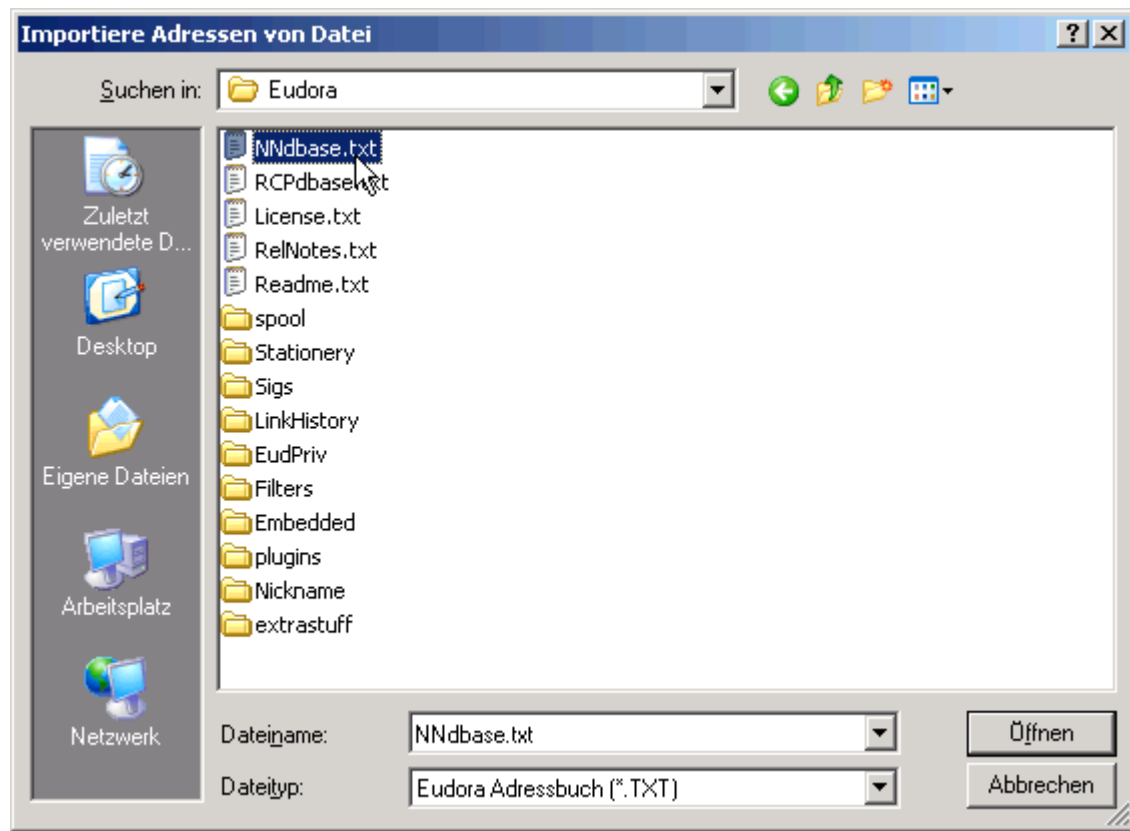 Importiere Adressen von Datei
Suchen in: Eudora
Zuletzt
verwendete D...
Desktop
Eigene Dateien
Arbeitsplatz
Netzwerk
NNdbase.txt
RCPdbase.txt
License.txt
RelNotes.txt
Readme.txt
spool
Stationery
Sigs
LinkHistory
EudPriv
Filters
Embedded
plugins
Nickname
extrastuff
Dateiname: NNdbase.txt Öffnen
Dateityp: Eudora Adressbuch (*.TXT) Abbrechen